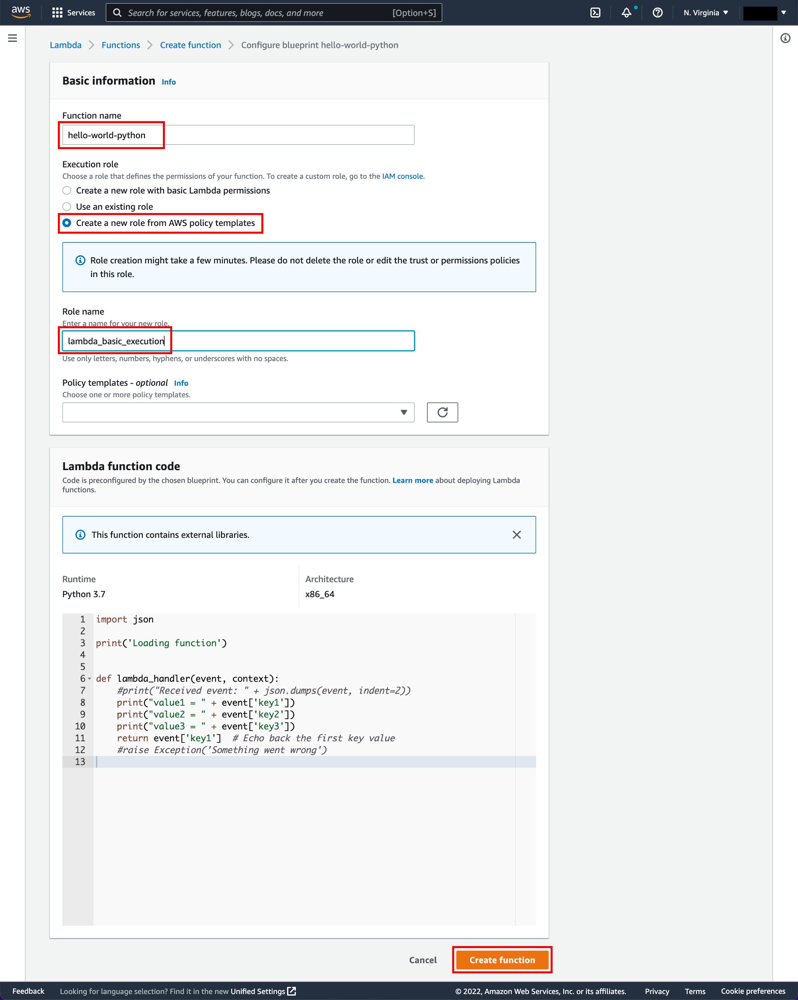 aws
Services
Search for services, features, blogs, docs, and more
[Option+S]
N. Virginia
Lambda
Functions
Create function
Configure blueprint hello-world-python
Basic information Info
Function name
hello-world-python
Execution role
Choose a role that defines the permissions of your function. To create a custom role, go to the IAM console.
Create a new role with basic Lambda permissions
Use an existing role
Create a new role from AWS policy templates
Role creation might take a few minutes. Please do not delete the role or edit the trust or permissions policies
in this role.
Role name
Enter a name for your new role.
lambda_basic_execution
Use only letters, numbers, hyphens, or underscores with no spaces.
Policy templates - optional Info
Choose one or more policy templates.
Lambda function code
Code is preconfigured by the chosen blueprint. You can configure it after you create the function. Learn more about deploying Lambda
functions.
This function contains external libraries.
Runtime
Python 3.7
Architecture
x86_64
1 import json
2
3 print('Loading function')
4
5
6 def lambda_handler(event, context):
7     #print("Received event: " + json.dumps(event, indent=2))
8     print("value1 = " + event['key1'])
9     print("value2 = " + event['key2'])
10     print("value3 = " + event['key3'])
11     return event['key1']  # Echo back the first key value
12     #raise Exception('Something went wrong')
13
Cancel
Create function
Feedback
Looking for language selection? Find it in the new Unified Settings
© 2022, Amazon Web Services, Inc. or its affiliates.
Privacy
Terms
Cookie preferences